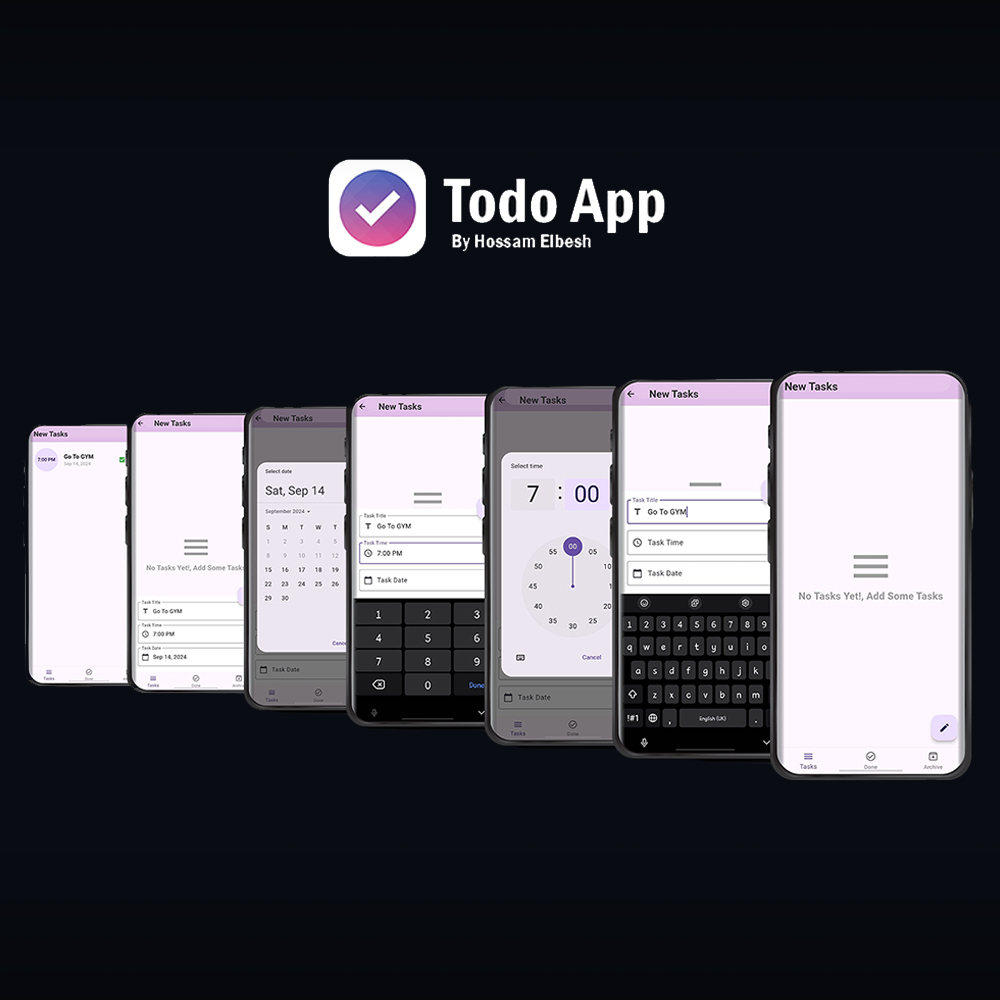 Todo App
By Hossam Elbesh
New Tasks
7:00 PM
Go To GYM
Sep 14, 2024
Tasks
Done
New Tasks
No Tasks Yet!, Add Some Tasks
Task Title
Go To GYM
Task Time
7:00 PM
Task Date
Sep 14, 2024
Tasks
Done
New Tasks
Select date
Sat, Sep 14
September 2024
S M T W T
1 2 3 4 5
8 9 10 11 12
15 16 17 18 19
22 23 24 25 26
29 30
Task Date
Tasks
Done
New Tasks
Task Title
Go To GYM
Task Time
7:00 PM
Task Date
1 2 3
4 5 6
7 8 9
0 Done
New Tasks
Select time
7 : 00
00
55 05
50
45
40 20
35 30 25
Cancel
Task Date
Tasks
Done
New Tasks
Task Title
Go To GYM
Task Time
Task Date
1 2 3 4 5 6 7 8 9
q w e r t y u i o
a s d f g h j k
z x c v b n m
!#1 , English (UK) .
New Tasks
No Tasks Yet!, Add Some Tasks
Tasks
Done
Archive